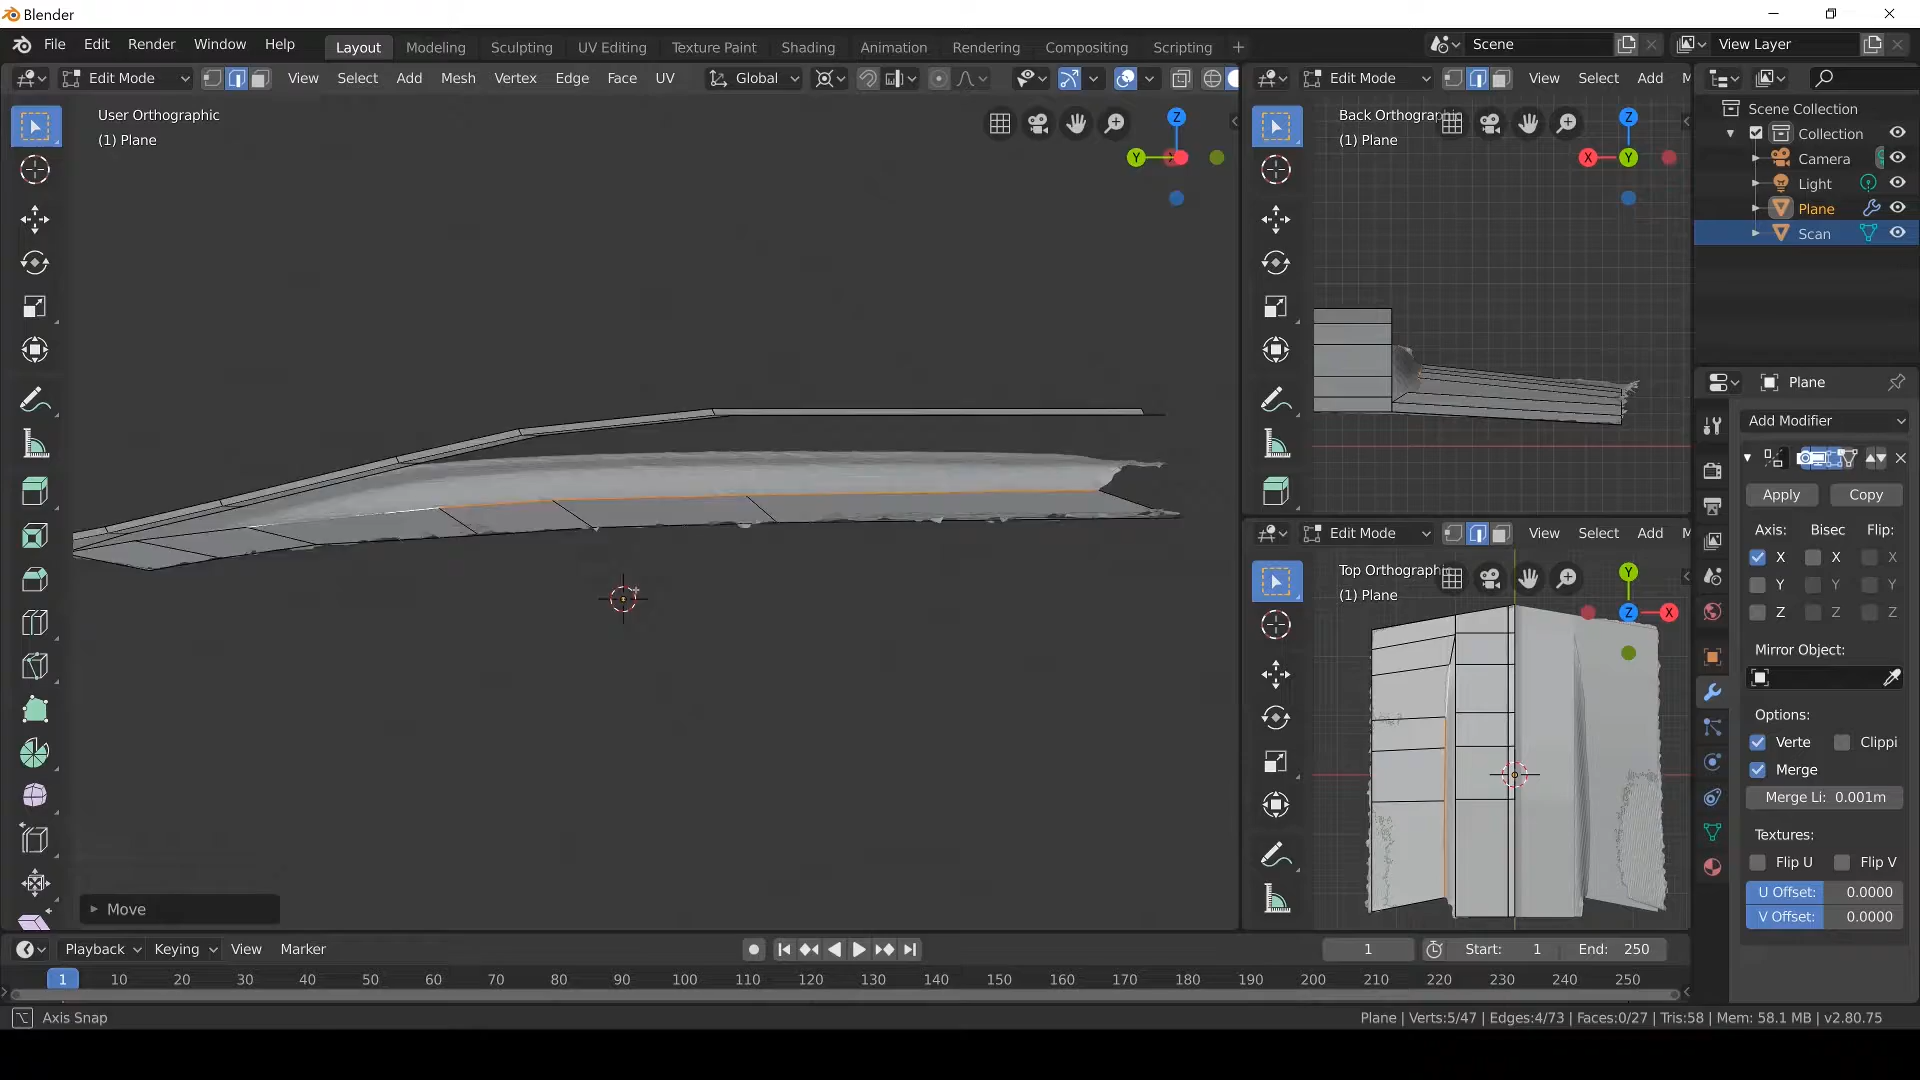 Blender
File Edit Render Window Help Layout Modeling Sculpting UV Editing Texture Paint Shading Animation Rendering Compositing Scripting + Scene View Layer
Edit Mode View Select Add Mesh Vertex Edge Face UV Global
Edit Mode View Select Add M
User Orthographic
(1) Plane
Z
Y
Back Orthographic
(1) Plane
Z
X
Y
Scene Collection
Collection
Camera
Light
Plane
Scan
Plane
Add Modifier
Apply Copy
Axis: Bisec Flip:
X X X
Y Y Y
Z Z Z
Mirror Object:
Options:
Verte Clippi
Merge
Merge Li: 0.001m
Textures:
Flip U Flip V
U Offset: 0.0000
V Offset: 0.0000
Edit Mode View Select Add M
Top Orthographic
(1) Plane
Y
Z
X
Move
Playback Keying View Marker 1 Start: 1 End: 250
1 10 20 30 40 50 60 70 80 90 100 110 120 130 140 150 160 170 180 190 200 210 220 230 240 250
Axis Snap
Plane | Verts:5/47 | Edges:4/73 | Faces:0/27 | Tris:58 | Mem: 58.1 MB | v2.80.75